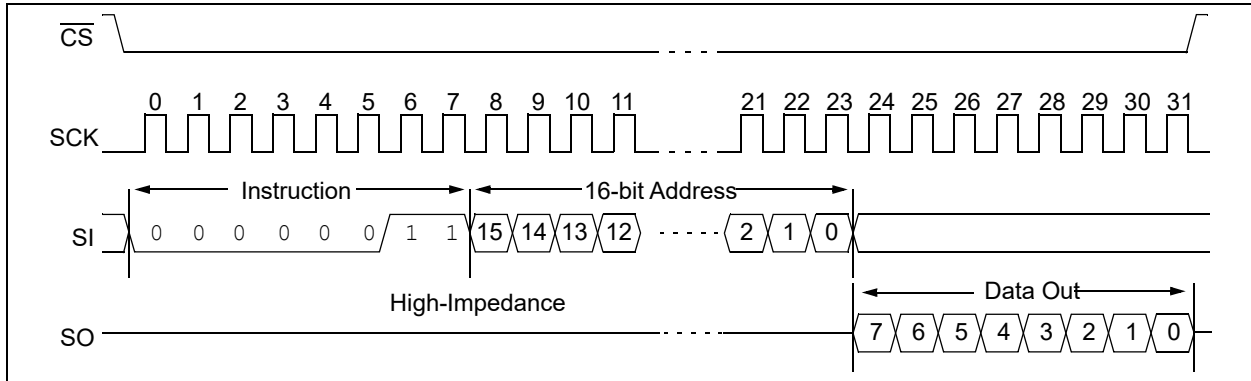 CS
0 1 2 3 4 5 6 7 8 9 10 11 21 22 23 24 25 26 27 28 29 30 31
SCK
Instruction 16-bit Address
SI 0 0 0 0 0 0 1 1 15 14 13 12 2 1 0
High-Impedance Data Out
SO 7 6 5 4 3 2 1 0